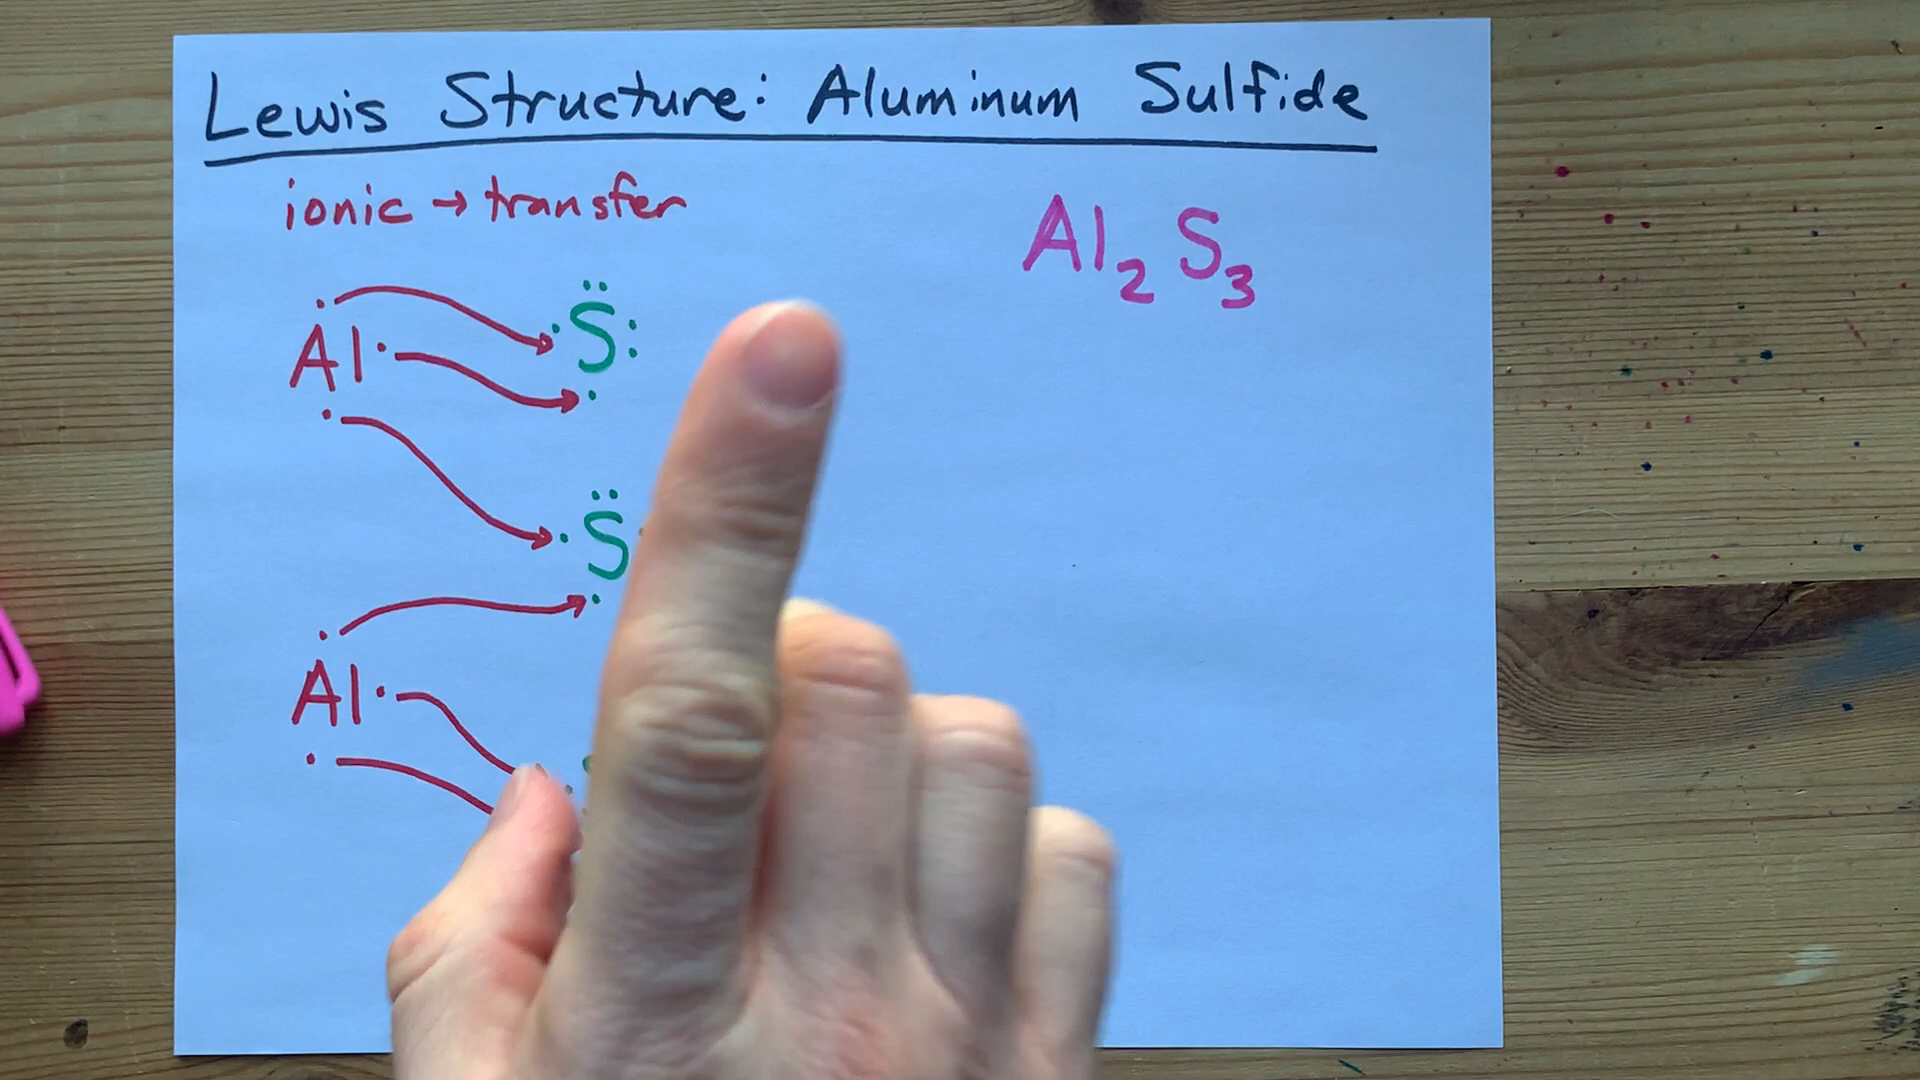 Lewis Structure: Aluminum Sulfide
ionic → transfer
Al₂S₃
Al
S
S
Al